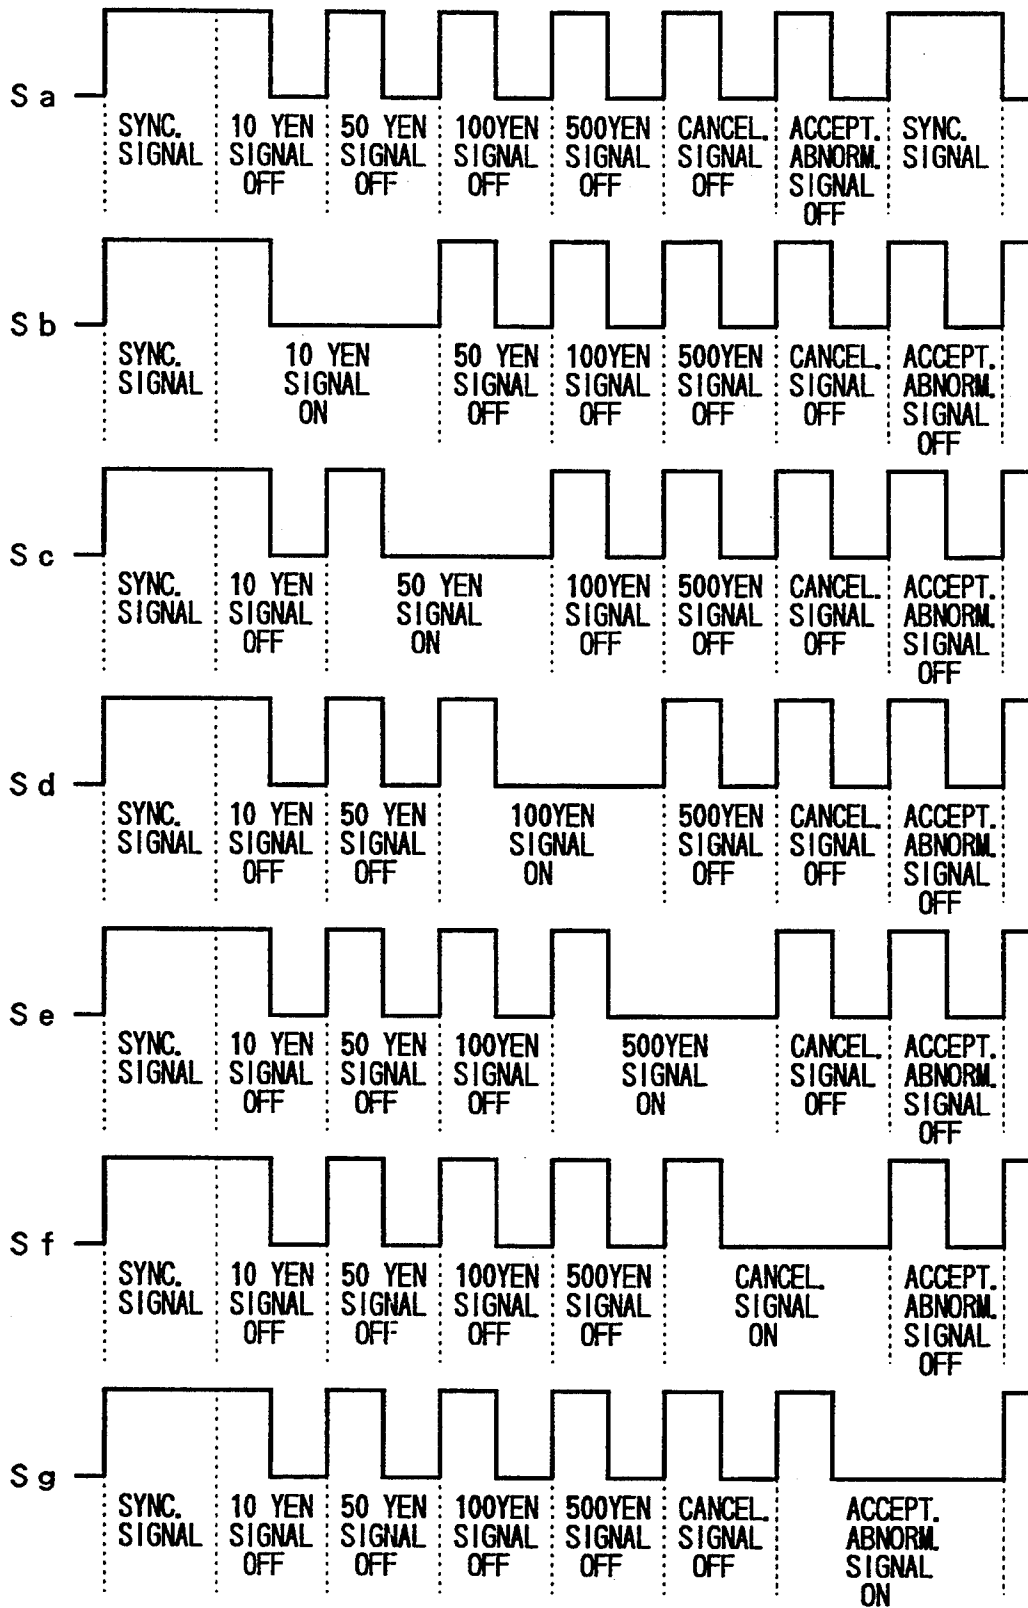 Sa
SYNC. 10 YEN 50 YEN 100YEN 500YEN CANCEL. ACCEPT. SYNC.
SIGNAL SIGNAL SIGNAL SIGNAL SIGNAL SIGNAL ABNORM. SIGNAL
OFF OFF OFF OFF OFF SIGNAL
OFF
Sb
SYNC. 10 YEN 50 YEN 100YEN 500YEN CANCEL. ACCEPT.
SIGNAL SIGNAL SIGNAL SIGNAL SIGNAL SIGNAL ABNORM.
ON OFF OFF OFF OFF SIGNAL
OFF
Sc
SYNC. 10 YEN 50 YEN 100YEN 500YEN CANCEL. ACCEPT.
SIGNAL SIGNAL SIGNAL SIGNAL SIGNAL SIGNAL ABNORM.
OFF ON OFF OFF OFF SIGNAL
OFF
Sd
SYNC. 10 YEN 50 YEN 100YEN 500YEN CANCEL. ACCEPT.
SIGNAL SIGNAL SIGNAL SIGNAL SIGNAL SIGNAL ABNORM.
OFF OFF ON OFF OFF SIGNAL
OFF
Se
SYNC. 10 YEN 50 YEN 100YEN 500YEN CANCEL. ACCEPT.
SIGNAL SIGNAL SIGNAL SIGNAL SIGNAL SIGNAL ABNORM.
OFF OFF OFF ON OFF SIGNAL
OFF
Sf
SYNC. 10 YEN 50 YEN 100YEN 500YEN CANCEL. ACCEPT.
SIGNAL SIGNAL SIGNAL SIGNAL SIGNAL SIGNAL ABNORM.
OFF OFF OFF OFF ON SIGNAL
OFF
Sg
SYNC. 10 YEN 50 YEN 100YEN 500YEN CANCEL. ACCEPT.
SIGNAL SIGNAL SIGNAL SIGNAL SIGNAL SIGNAL ABNORM.
OFF OFF OFF OFF OFF SIGNAL
ON